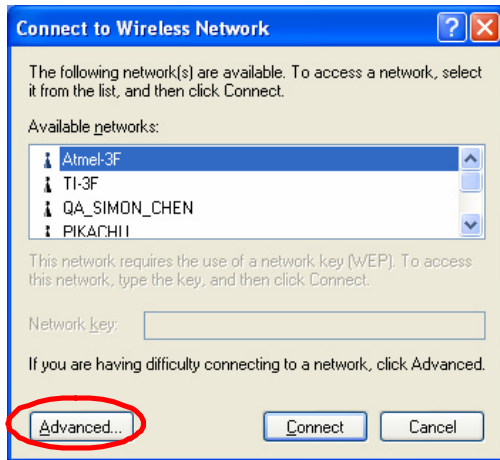 Connect to Wireless Network
The following network(s) are available. To access a network, select
it from the list, and then click Connect.
Available networks:
Atmel-3F
TI-3F
QA_SIMON_CHEN
PIKACHU
This network requires the use of a network key (WEP). To access
this network, type the key, and then click Connect.
Network key:
If you are having difficulty connecting to a network, click Advanced.
Advanced...
Connect
Cancel